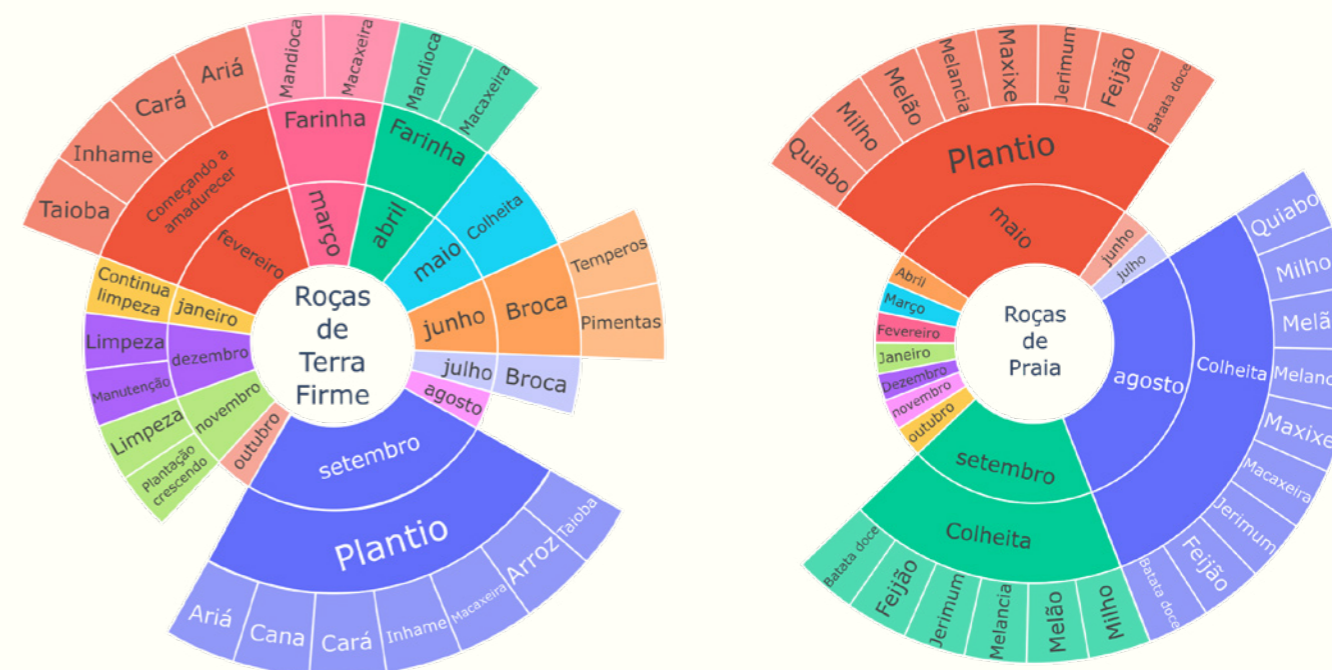 Roças
de
Terra
Firme
janeiro
Continua
limpeza
fevereiro
Começando a
amadurecer
Taioba
Inhame
Cará
Ariá
março
Farinha
Mandioca
Macaxeira
abril
Farinha
Mandioca
Macaxeira
maio
Colheita
junho
Broca
Temperos
Pimentas
julho
Broca
agosto
setembro
Plantio
Taioba
Arroz
Macaxeira
Inhame
Cará
Cana
Ariá
outubro
novembro
Plantação
crescendo
Limpeza
dezembro
Manutenção
Limpeza
Roças
de
Praia
Janeiro
Fevereiro
Março
Abril
maio
Plantio
Quiabo
Milho
Melão
Melancia
Maxixe
Jerimum
Feijão
Batata doce
junho
julho
agosto
Colheita
Quiabo
Milho
Melã
Melanc
Maxixe
Macaxeira
Jerimum
Feijão
Batata doce
setembro
Colheita
Milho
Melão
Melancia
Jerimum
Feijão
Batata doce
outubro
novembro
Dezembro